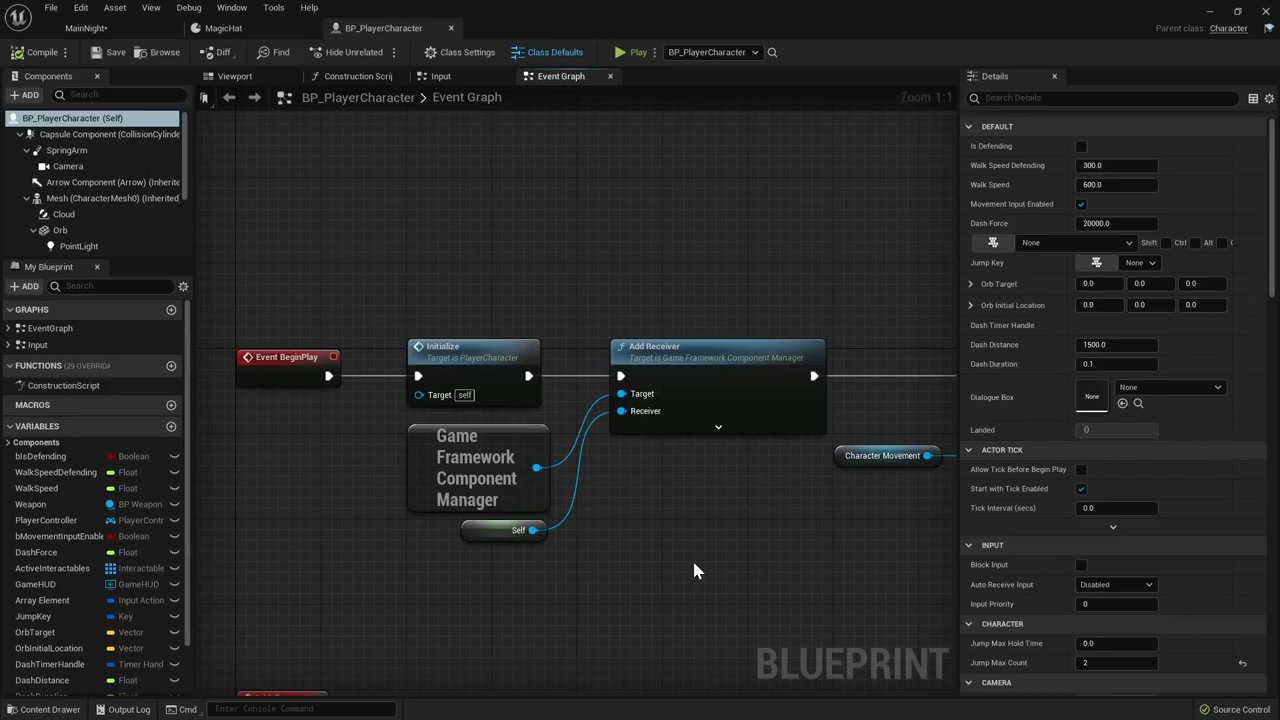 File Edit Asset View Debug Window Tools Help
MainNight* MagicHat BP_PlayerCharacter Parent class: Character
Compile Save Browse Diff Find Hide Unrelated Class Settings Class Defaults Play BP_PlayerCharacter
Components
ADD Search
BP_PlayerCharacter (Self)
Capsule Component (CollisionCylinde
SpringArm
Camera
Arrow Component (Arrow) (Inherite
Mesh (CharacterMesh0) (Inherited
Cloud
Orb
PointLight
My Blueprint
ADD Search
GRAPHS
EventGraph
Input
FUNCTIONS (29 OVERRID
ConstructionScript
MACROS
VARIABLES
Components
bIsDefending Boolean
WalkSpeedDefending Float
WalkSpeed Float
Weapon BP Weapon
PlayerController PlayerContr
bMovementInputEnable Boolean
DashForce Float
ActiveInteractables Interactable
GameHUD GameHUD
Array Element Input Action
JumpKey Key
OrbTarget Vector
OrbInitialLocation Vector
DashTimerHandle Timer Hand
DashDistance Float
Viewport Construction Scrip Input Event Graph
BP_PlayerCharacter Event Graph Zoom 1:1
Event BeginPlay
Initialize
Target is PlayerCharacter
Target self
Add Receiver
Target is Game Framework Component Manager
Target
Receiver
Game
Framework
Component
Manager
Self
Character Movement
BLUEPRINT
Details
Search Details
DEFAULT
Is Defending
Walk Speed Defending 300.0
Walk Speed 600.0
Movement Input Enabled
Dash Force 20000.0
None Shift Ctrl Alt
Jump Key None
Orb Target 0.0 0.0 0.0
Orb Initial Location 0.0 0.0 0.0
Dash Timer Handle
Dash Distance 1500.0
Dash Duration 0.1
Dialogue Box None None
Landed ()
ACTOR TICK
Allow Tick Before Begin Play
Start with Tick Enabled
Tick Interval (secs) 0.0
INPUT
Block Input
Auto Receive Input Disabled
Input Priority 0
CHARACTER
Jump Max Hold Time 0.0
Jump Max Count 2
CAMERA
Content Drawer Output Log Cmd Enter Console Command Source Control